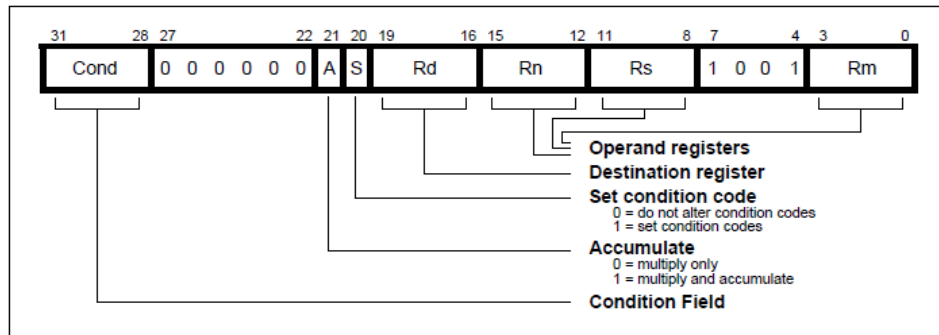 31 28 27 22 21 20 19 16 15 12 11 8 7 4 3 0
Cond 0 0 0 0 0 0 A S Rd Rn Rs 1 0 0 1 Rm
Operand registers
Destination register
Set condition code
0 = do not alter condition codes
1 = set condition codes
Accumulate
0 = multiply only
1 = multiply and accumulate
Condition Field